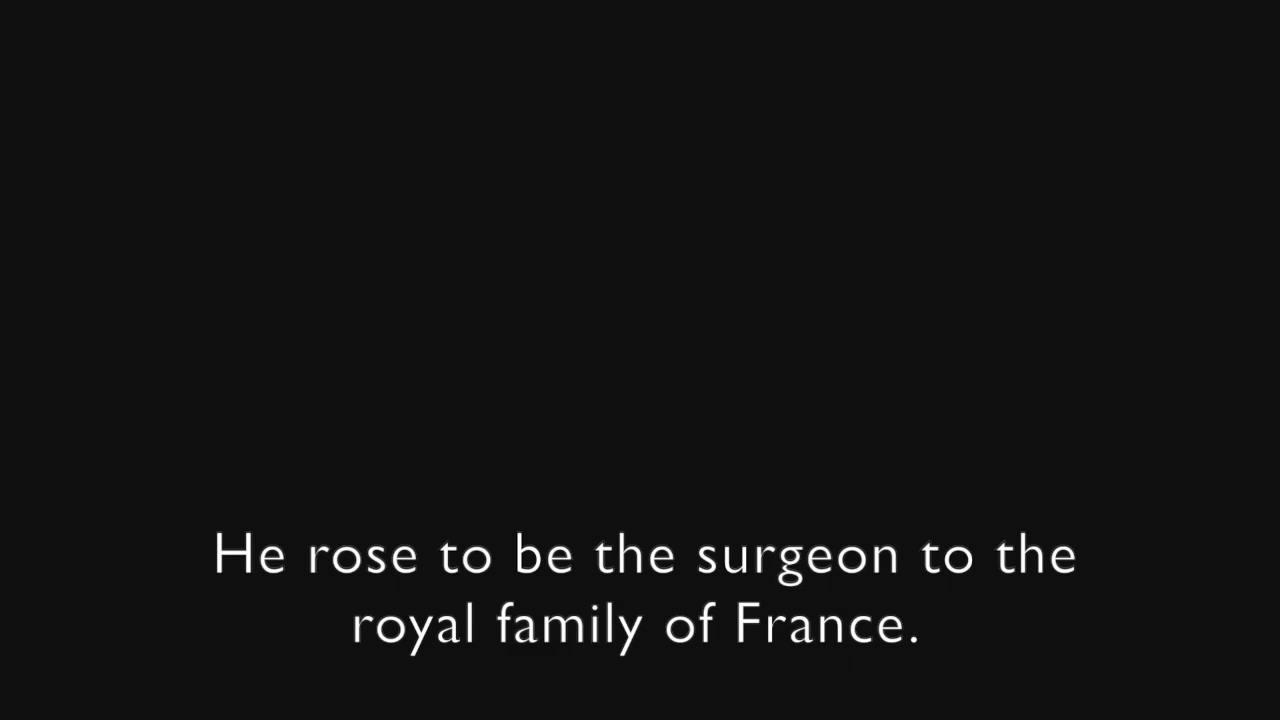 He rose to be the surgeon to the
royal family of France.